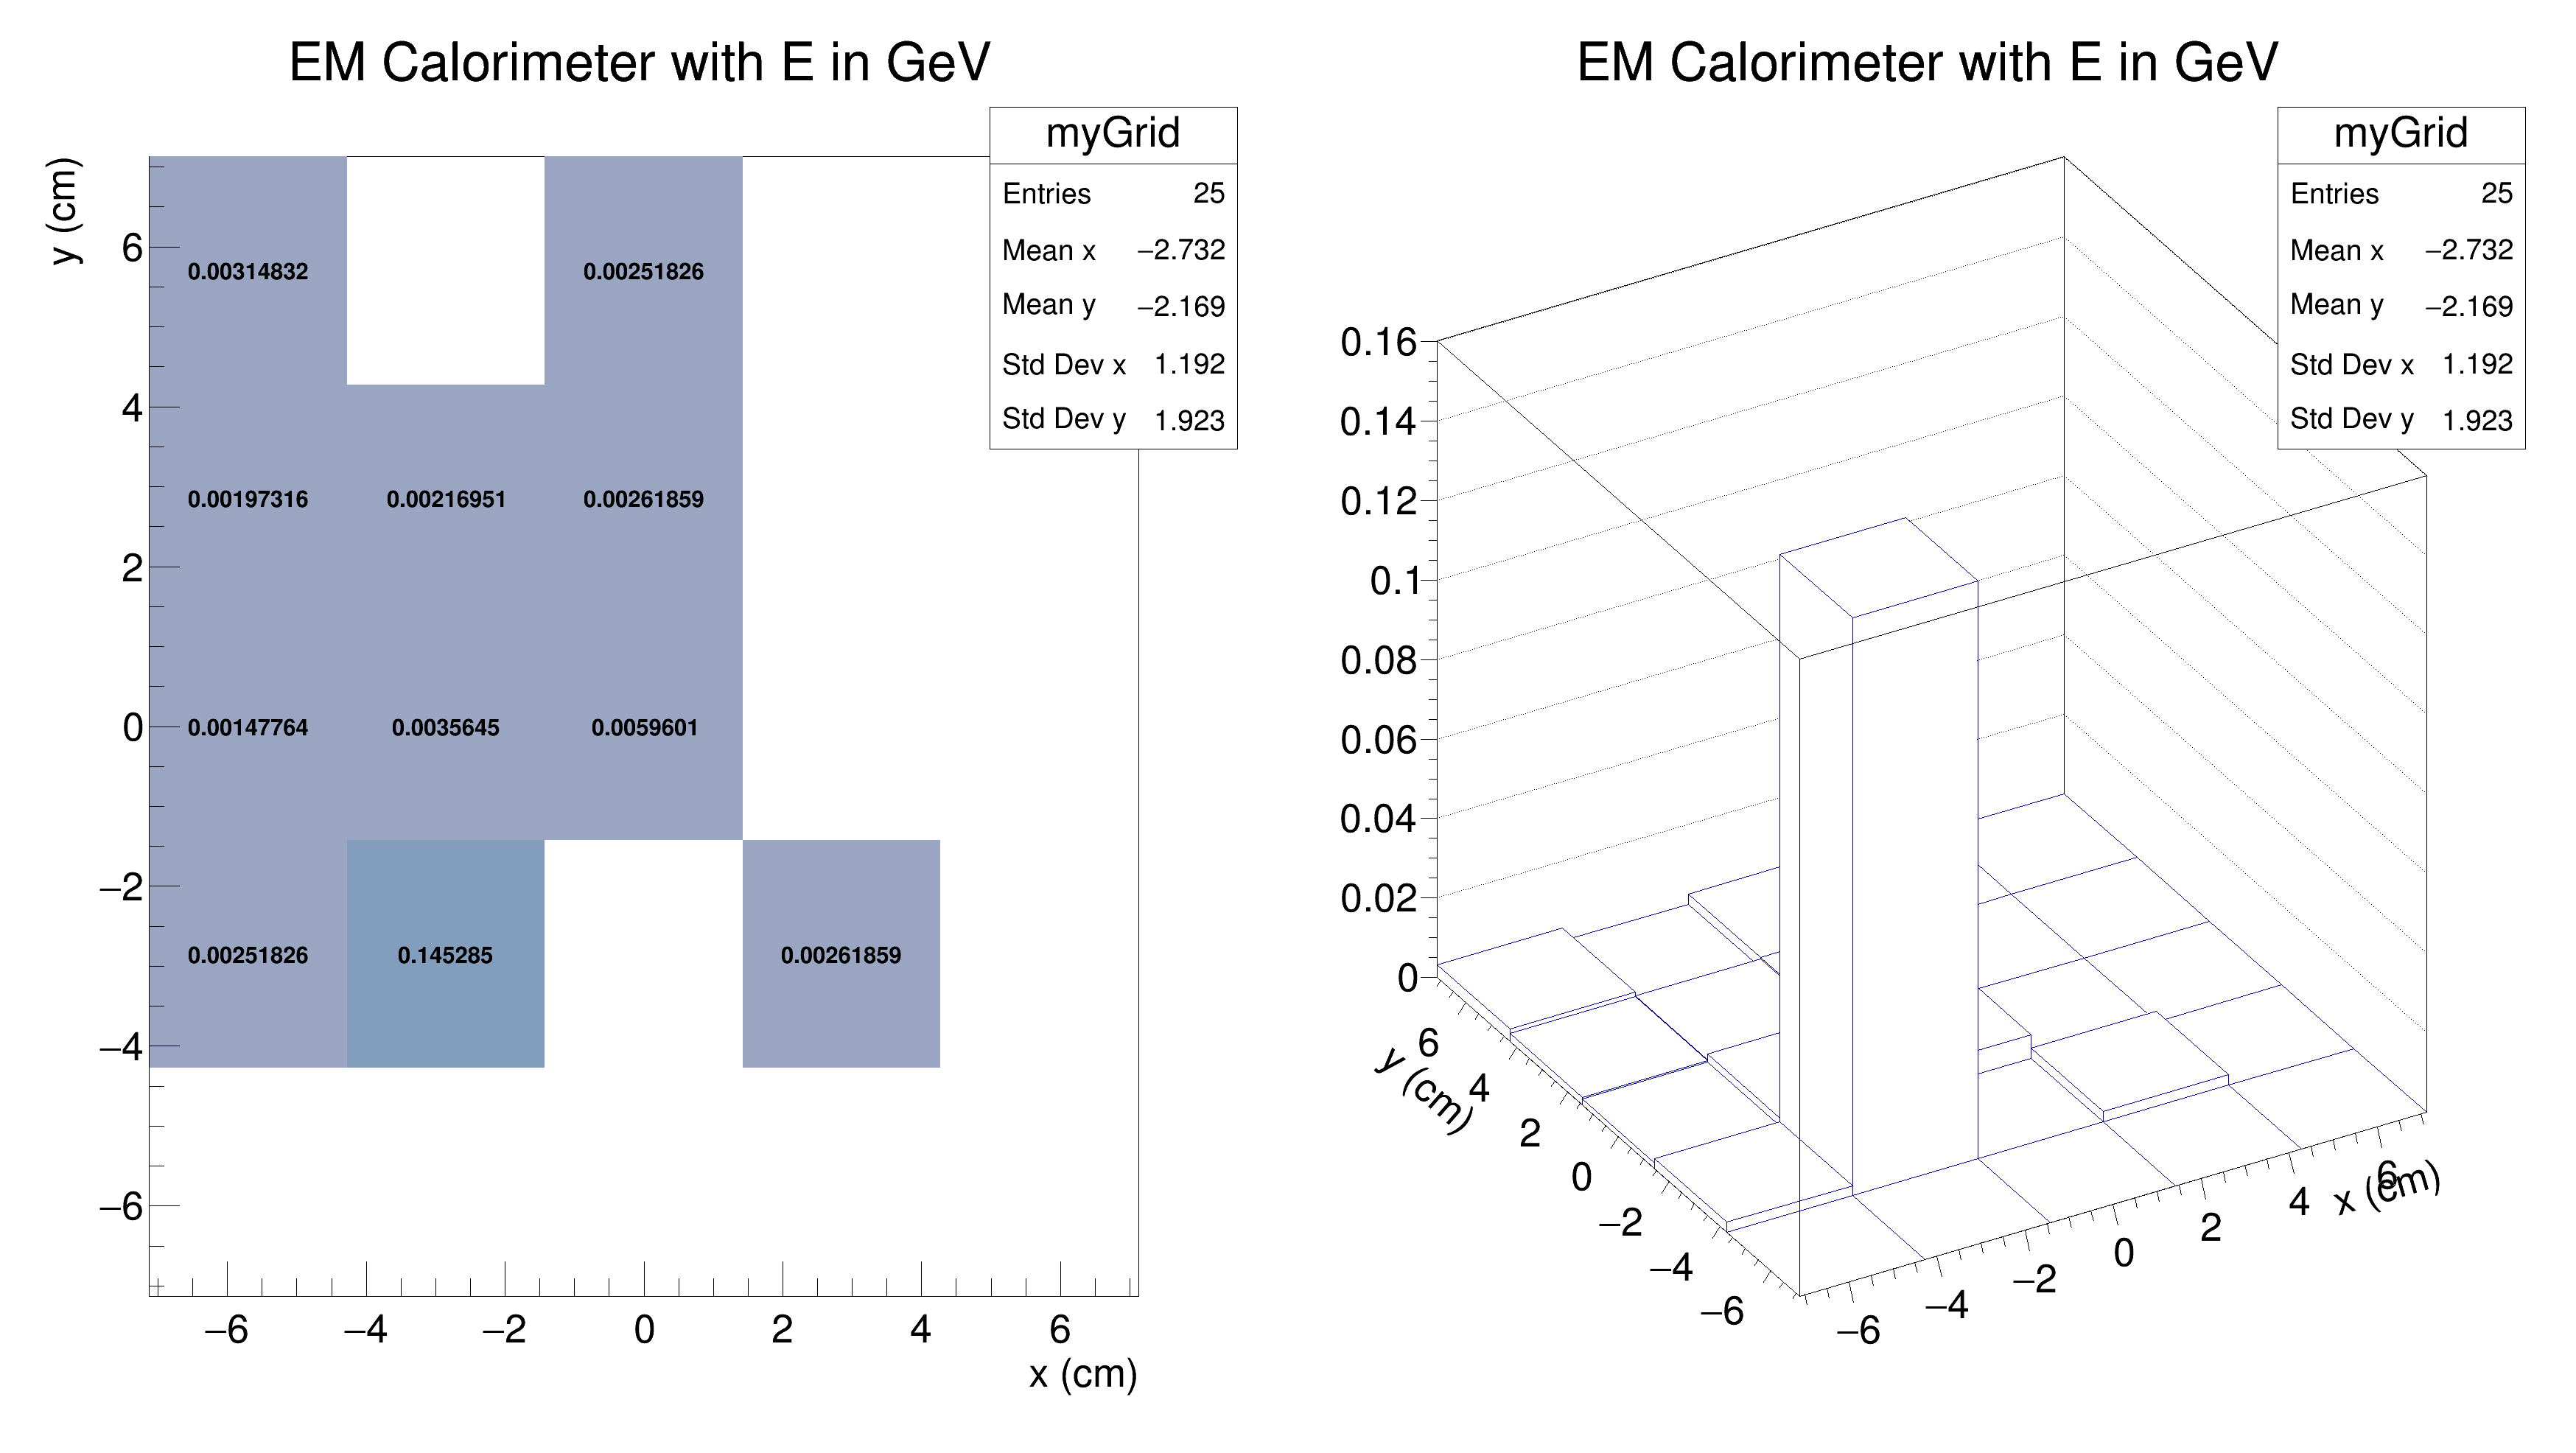 EM Calorimeter with E in GeV
myGrid
Entries 25
Mean x −2.732
Mean y −2.169
Std Dev x 1.192
Std Dev y 1.923
y (cm)
6
4
2
0
−2
−4
−6
0.00314832 0.00251826
0.00197316 0.00216951 0.00261859
0.00147764 0.0035645 0.0059601
0.00251826 0.145285 0.00261859
−6 −4 −2 0 2 4 6
x (cm)
EM Calorimeter with E in GeV
myGrid
Entries 25
Mean x −2.732
Mean y −2.169
Std Dev x 1.192
Std Dev y 1.923
0.16
0.14
0.12
0.1
0.08
0.06
0.04
0.02
0
6
4
2
0
−2
−4
−6
y (cm)
−6 −4 −2 0 2 4 6
x (cm)